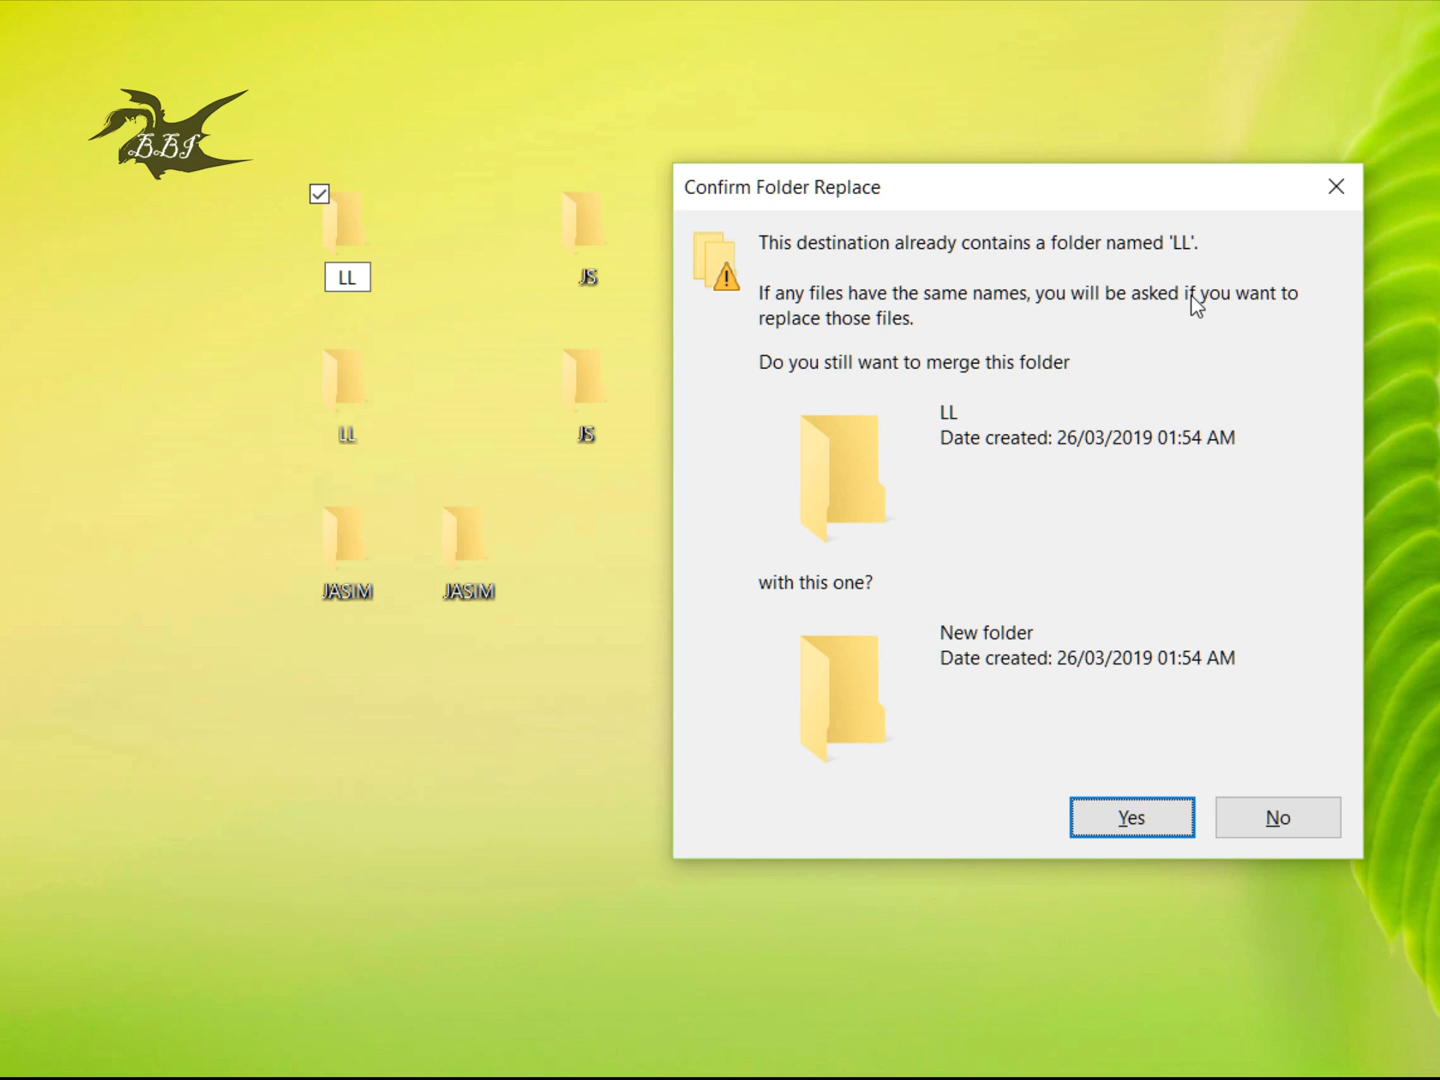 BBJ
LL
JS
LL
JS
JASIM
JASIM
Confirm Folder Replace
This destination already contains a folder named 'LL'.
If any files have the same names, you will be asked if you want to
replace those files.
Do you still want to merge this folder
LL
Date created: 26/03/2019 01:54 AM
with this one?
New folder
Date created: 26/03/2019 01:54 AM
Yes
No